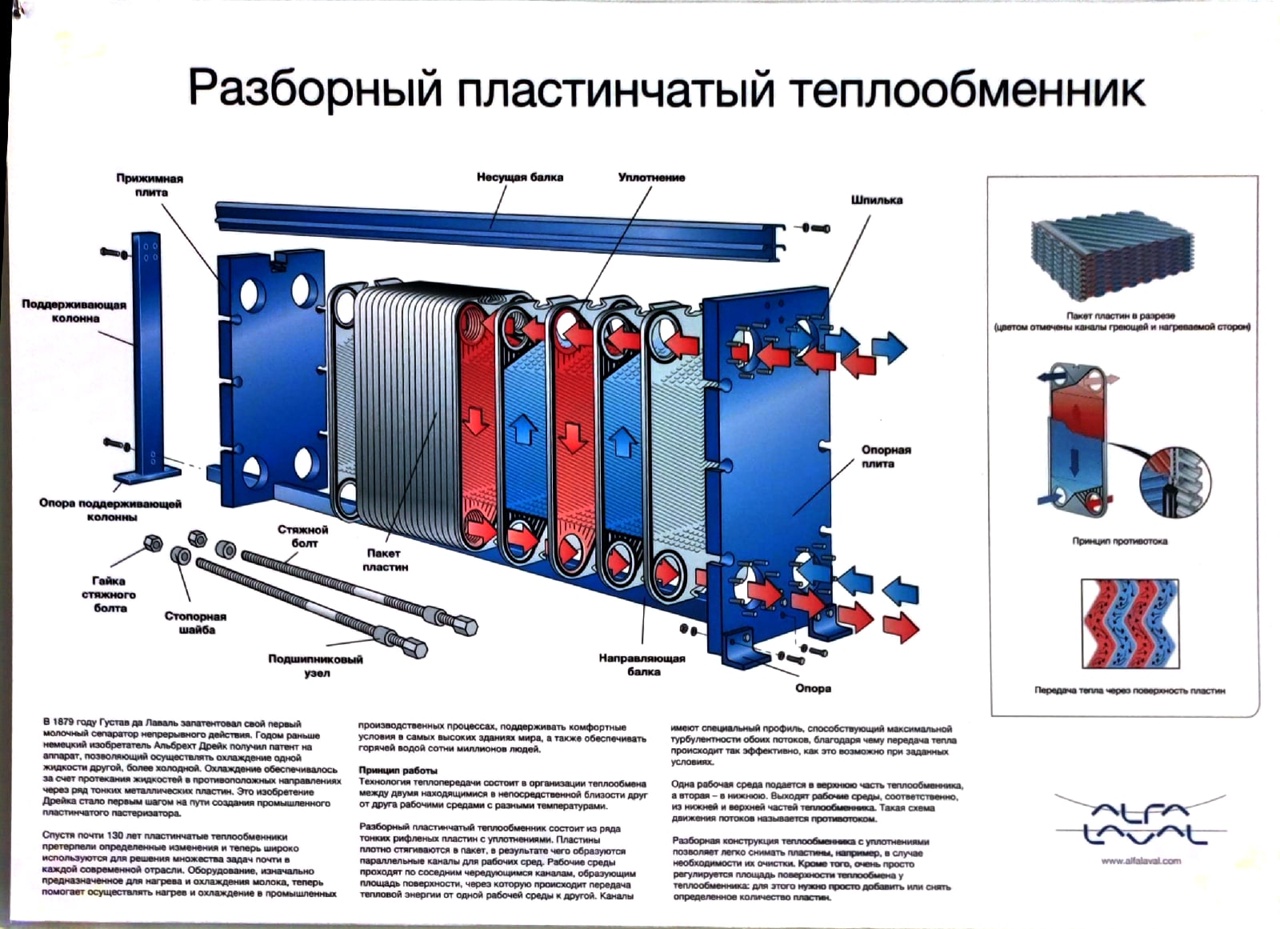 Разборный пластинчатый теплообменник
Прижимная
плита
Несущая балка
Уплотнение
Шпилька
Поддерживающая
колонна
Опорная
плита
Опора поддерживающей
колонны
Стяжной
болт
Пакет
пластин
Гайка
стяжного
болта
Стопорная
шайба
Подшипниковый
узел
Направляющая
балка
Опора
Пакет пластин в разрезе
(цветом отмечены каналы греющей и нагреваемой сторон)
Принцип противотока
Передача тепла через поверхность пластин
В 1879 году Густав да Лаваль запатентовал свой первый
молочный сепаратор непрерывного действия. Годом раньше
немецкий изобретатель Альбрехт Дрейк получил патент на
аппарат, позволяющий осуществлять охлаждение одной
жидкости другой, более холодной. Охлаждение обеспечивалось
за счет протекания жидкостей в противоположных направлениях
через ряд тонких металлических пластин. Это изобретение
Дрейка стало первым шагом на пути создания промышленного
пластинчатого пастеризатора.
Спустя почти 130 лет пластинчатые теплообменники
претерпели определенные изменения и теперь широко
используются для решения множества задач почти в
каждой современной отрасли. Оборудование, изначально
предназначенное для нагрева и охлаждения молока, теперь
помогает осуществлять нагрев и охлаждение в промышленных
производственных процессах, поддерживать комфортные
условия в самых высоких зданиях мира, а также обеспечивать
горячей водой сотни миллионов людей.
Принцип работы
Технология теплопередачи состоит в организации теплообмена
между двумя находящимися в непосредственной близости друг
от друга рабочими средами с разными температурами.
Разборный пластинчатый теплообменник состоит из ряда
тонких рифленых пластин с уплотнениями. Пластины
плотно стягиваются в пакет, в результате чего образуются
параллельные каналы для рабочих сред. Рабочие среды
проходят по соседним чередующимся каналам, образующим
площадь поверхности, через которую происходит передача
тепловой энергии от одной рабочей среды к другой. Каналы
имеют специальный профиль, способствующий максимальной
турбулентности обоих потоков, благодаря чему передача тепла
происходит так эффективно, как это возможно при заданных
условиях.
Одна рабочая среда подается в верхнюю часть теплообменника,
а вторая – в нижнюю. Выходят рабочие среды, соответственно,
из нижней и верхней частей теплообменника. Такая схема
движения потоков называется противотоком.
Разборная конструкция теплообменника с уплотнениями
позволяет легко снимать пластины, например, в случае
необходимости их очистки. Кроме того, очень просто
регулируется площадь поверхности теплообмена у
теплообменника: для этого нужно просто добавить или снять
определенное количество пластин.
ALFA
LAVAL
www.alfalaval.com